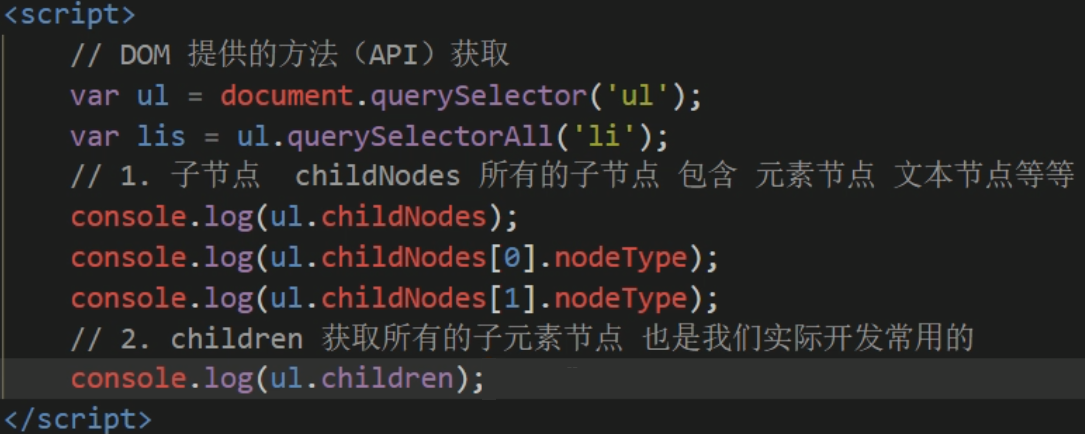 <script>
// DOM 提供的方法（API）获取
var ul = document.querySelector('ul');
var lis = ul.querySelectorAll('li');
// 1. 子节点  childNodes 所有的子节点 包含 元素节点 文本节点等等
console.log(ul.childNodes);
console.log(ul.childNodes[0].nodeType);
console.log(ul.childNodes[1].nodeType);
// 2. children 获取所有的子元素节点 也是我们实际开发常用的
console.log(ul.children);
</script>